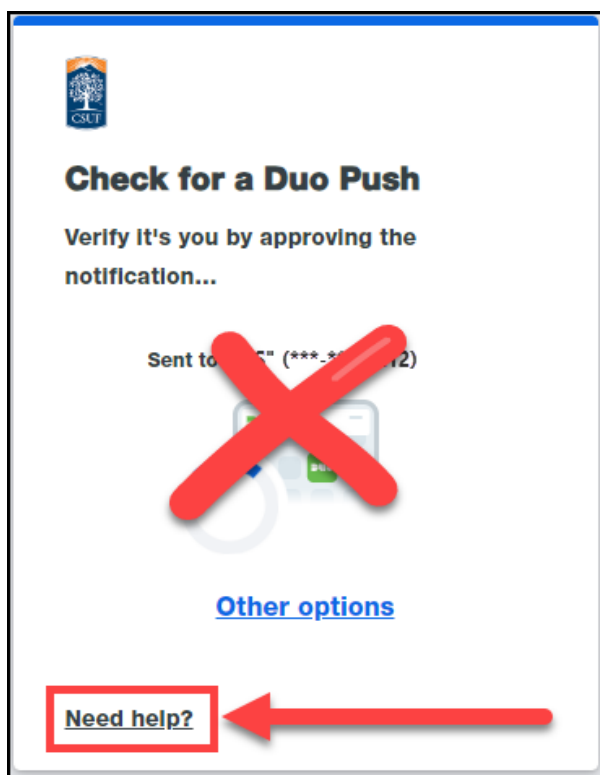 CSUF
Check for a Duo Push
Verify it's you by approving the
notification...
Sent to (***-*
Other options
Need help?